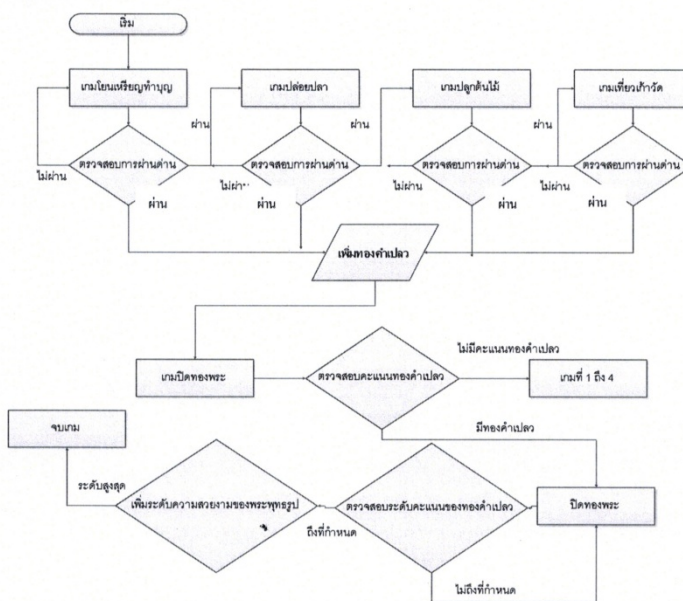 เริ่ม
เกมโยนเหรียญทำบุญ
เกมปล่อยปลา
เกมปลูกต้นไม้
เกมเที่ยวเก้าวัด
ผ่าน
ผ่าน
ผ่าน
ตรวจสอบการผ่านด่าน
ตรวจสอบการผ่านด่าน
ตรวจสอบการผ่านด่าน
ตรวจสอบการผ่านด่าน
ไม่ผ่าน
ไม่ผ่
ไม่ผ่าน
ไม่ผ่าน
ผ่าน
ผ่าน
ผ่าน
ผ่าน
เพิ่มทองคำเปลว
ไม่มีคะแนนทองคำเปลว
เกมปิดทองพระ
ตรวจสอบคะแนนทองคำเปลว
เกมที่ 1 ถึง 4
จบเกม
มีทองคำเปลว
ระดับสูงสุด
เพิ่มระดับความสวยงามของพระพุทธรูป
ตรวจสอบระดับคะแนนของทองคำเปลว
ปิดทองพระ
ถึงที่กำหนด
ไม่ถึงที่กำหนด